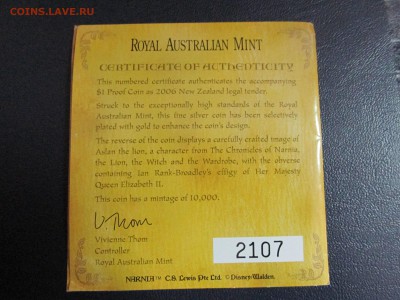 COINS.LAVE.RU
ROYAL AUSTRALIAN MINT
CERTIFICATE OF AUTHENTICITY
This numbered certificate authenticates the accompanying
$1 Proof Coin as 2006 New Zealand legal tender.
Struck to the exceptionally high standards of the Royal
Australian Mint, this fine silver coin has been selectively
plated with gold to enhance the coin's design.
The reverse of the coin displays a carefully crafted image of
Aslan the lion, a character from The Chronicles of Narnia,
the Lion, the Witch and the Wardrobe, with the obverse
containing Ian Rank-Broadley's effigy of Her Majesty
Queen Elizabeth II.
This coin has a mintage of 10,000.
V. Thom
Vivienne Thom
Controller
Royal Australian Mint
2107
NARNIA™ C.S. Lewis Pte Ltd. © Disney/Walden.